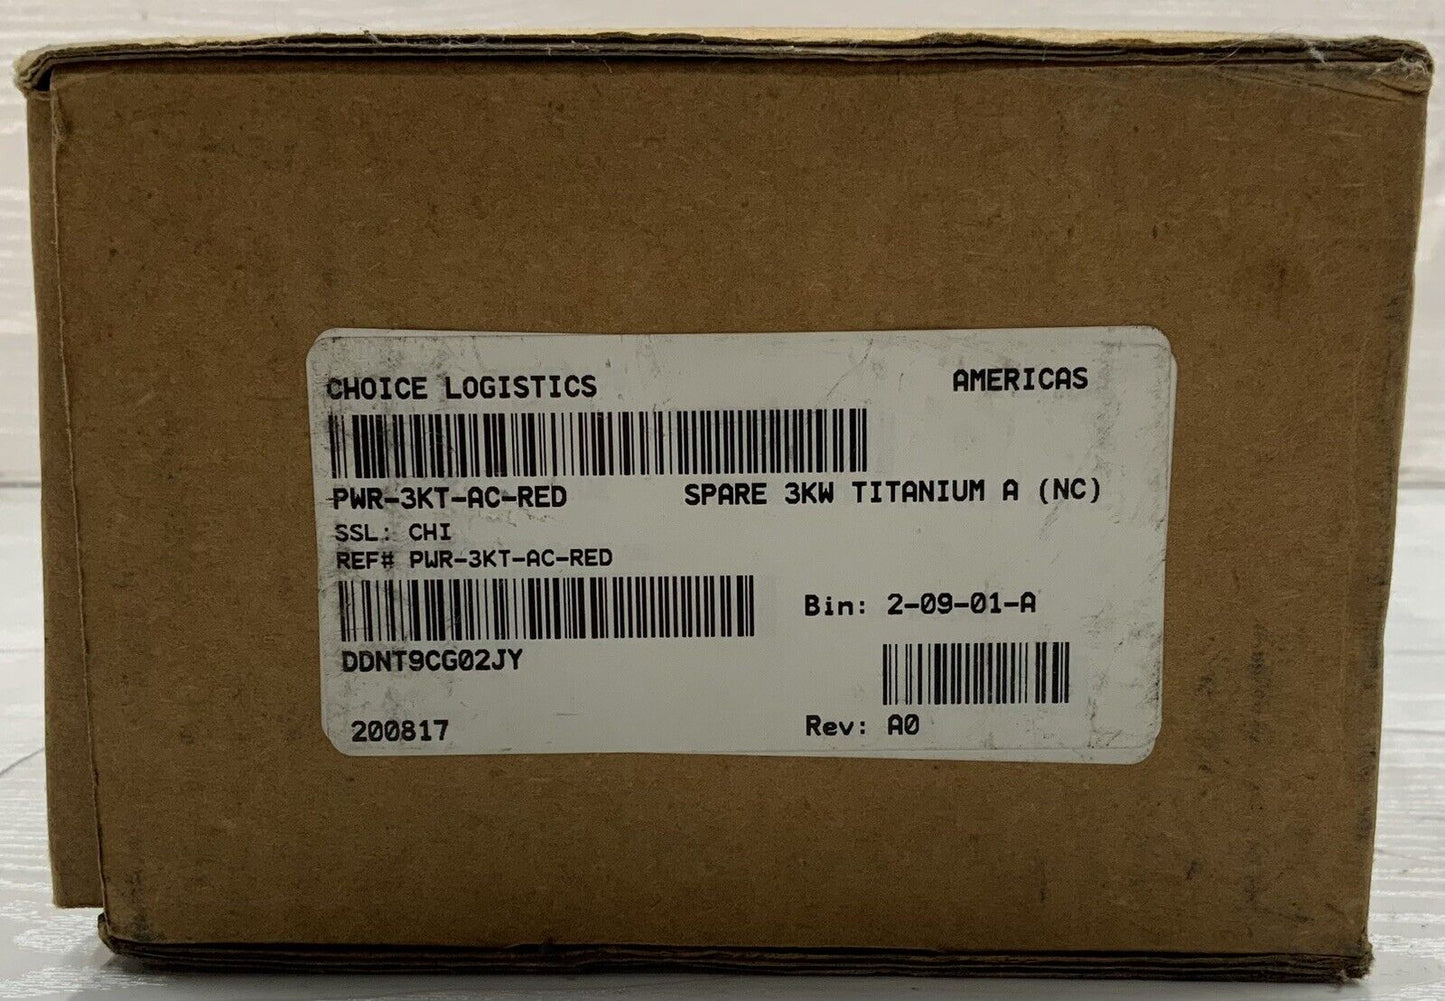 CHOICE LOGISTICS AMERICAS
PWR-3KT-AC-RED SPARE 3KW TITANIUM A (NC)
SSL: CHI
REF# PWR-3KT-AC-RED
Bin: 2-09-01-A
DDNT9CG02JY
200817 Rev: A0